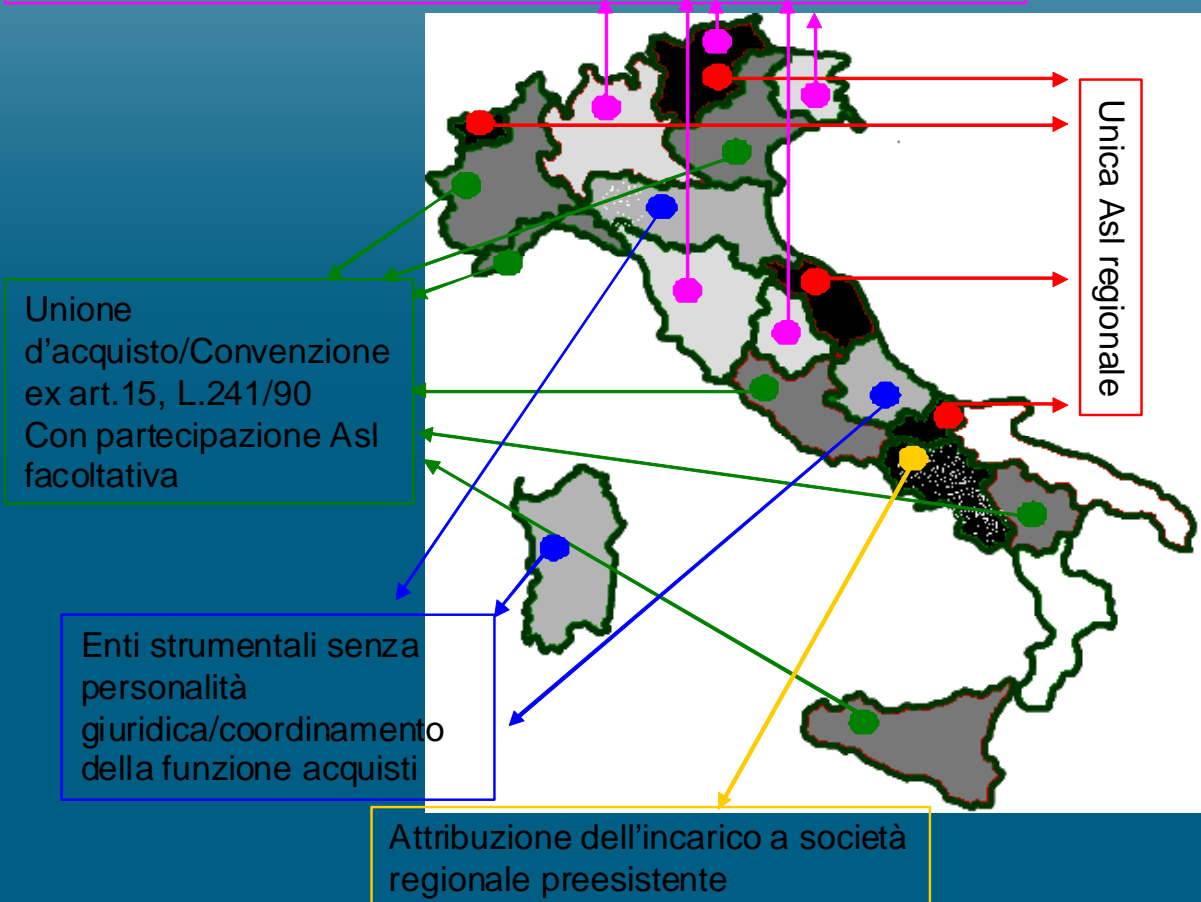 Unica Asl regionale
Unione
d'acquisto/Convenzione
ex art.15, L.241/90
Con partecipazione Asl
facoltativa
Enti strumentali senza
personalità
giuridica/coordinamento
della funzione acquisti
Attribuzione dell'incarico a società
regionale preesistente